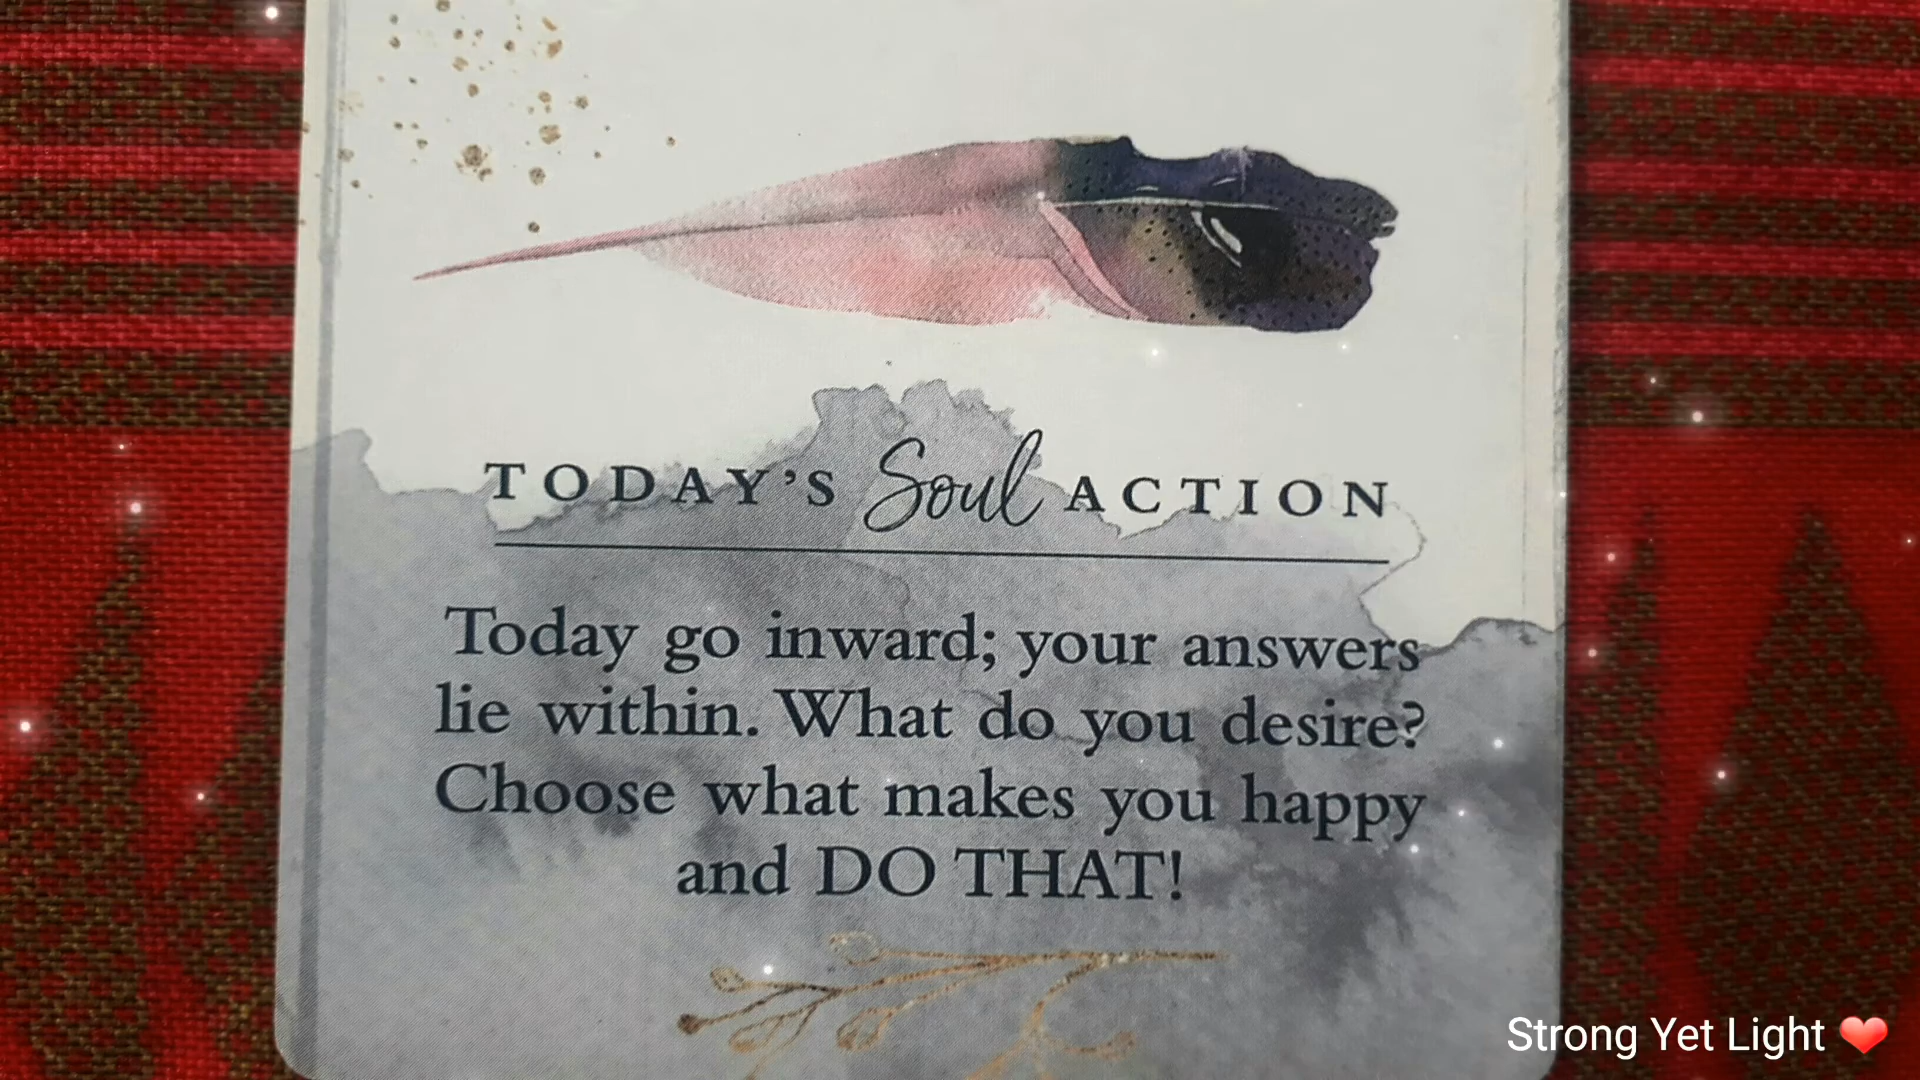 TODAY'S Soul ACTION
Today go inward; your answers
lie within. What do you desire?
Choose what makes you happy
and DO THAT!
Strong Yet Light ❤️